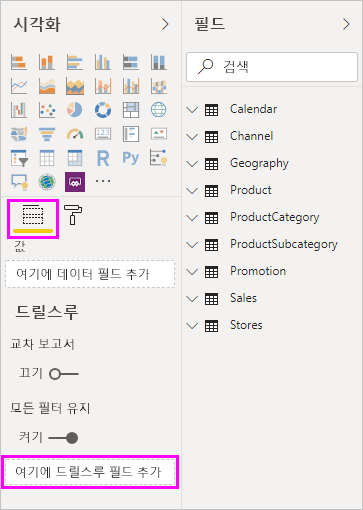 시각화
필드
검색
123
R
Py
값
여기에 데이터 필드 추가
드릴스루
교차 보고서
끄기
모든 필터 유지
켜기
여기에 드릴스루 필드 추가
Calendar
Channel
Geography
Product
ProductCategory
ProductSubcategory
Promotion
Sales
Stores